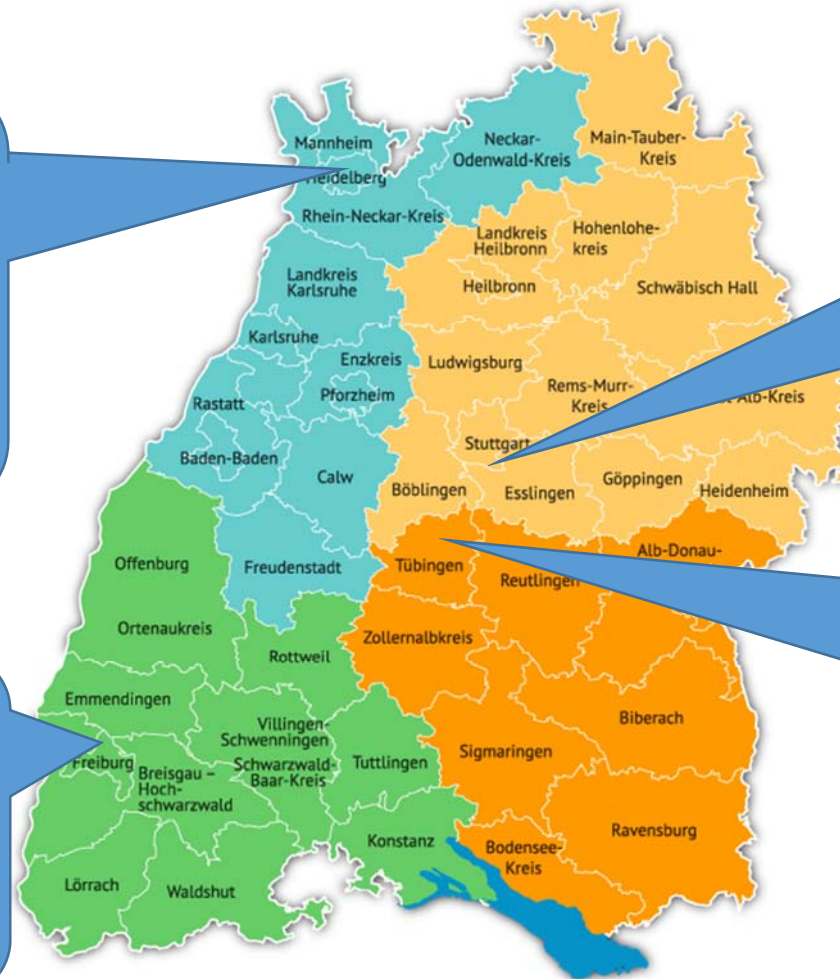 Mannheim
Neckar-
Odenwald-Kreis
Main-Tauber-
Kreis
Heidelberg
Rhein-Neckar-Kreis
Landkreis
Heilbronn
Hohenlohe-
kreis
Landkreis
Karlsruhe
Heilbronn
Schwäbisch Hall
Karlsruhe
Enzkreis
Ludwigsburg
Pforzheim
Rastatt
Rems-Murr-
Kreis
Alb-Kreis
Stuttgart
Baden-Baden
Calw
Böblingen
Esslingen
Göppingen
Heidenheim
Offenburg
Freudenstadt
Tübingen
Reutlingen
Alb-Donau-
Ortenaukreis
Rottweil
Zollernalbkreis
Emmendingen
Villingen-
Schwenningen
Biberach
Freiburg
Breisgau –
Hoch-
schwarzwald
Schwarzwald-
Baar-Kreis
Tuttlingen
Sigmaringen
Konstanz
Bodensee-
Kreis
Ravensburg
Lörrach
Waldshut